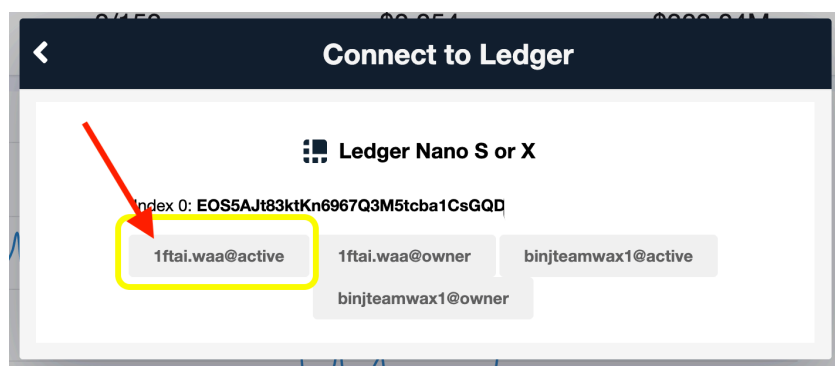 Connect to Ledger
Ledger Nano S or X
Index 0: EOS5AJt83ktKn6967Q3M5tcba1CsGQD
1ftai.waa@active 1ftai.waa@owner binjteamwax1@active
binjteamwax1@owner